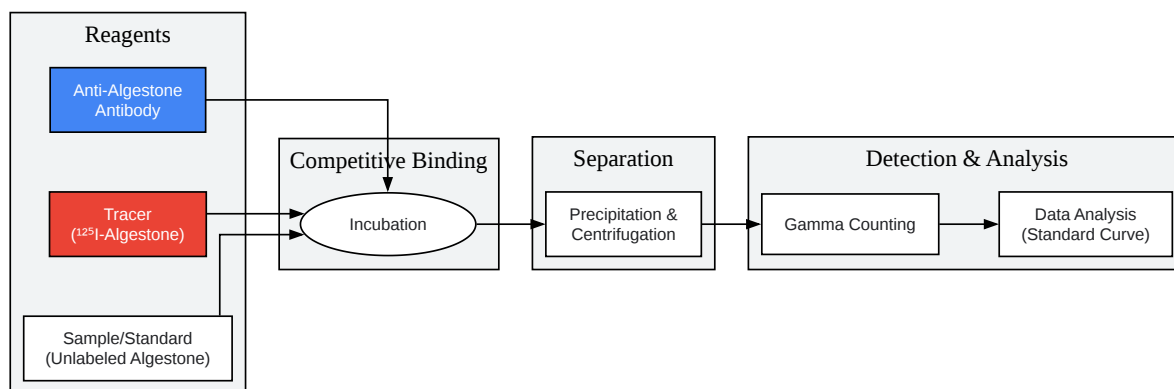 Reagents
Anti-Algestone
Antibody
Tracer
(¹²⁵I-Algestone)
Sample/Standard
(Unlabeled Algestone)
Competitive Binding
Incubation
Separation
Precipitation &
Centrifugation
Detection & Analysis
Gamma Counting
Data Analysis
(Standard Curve)